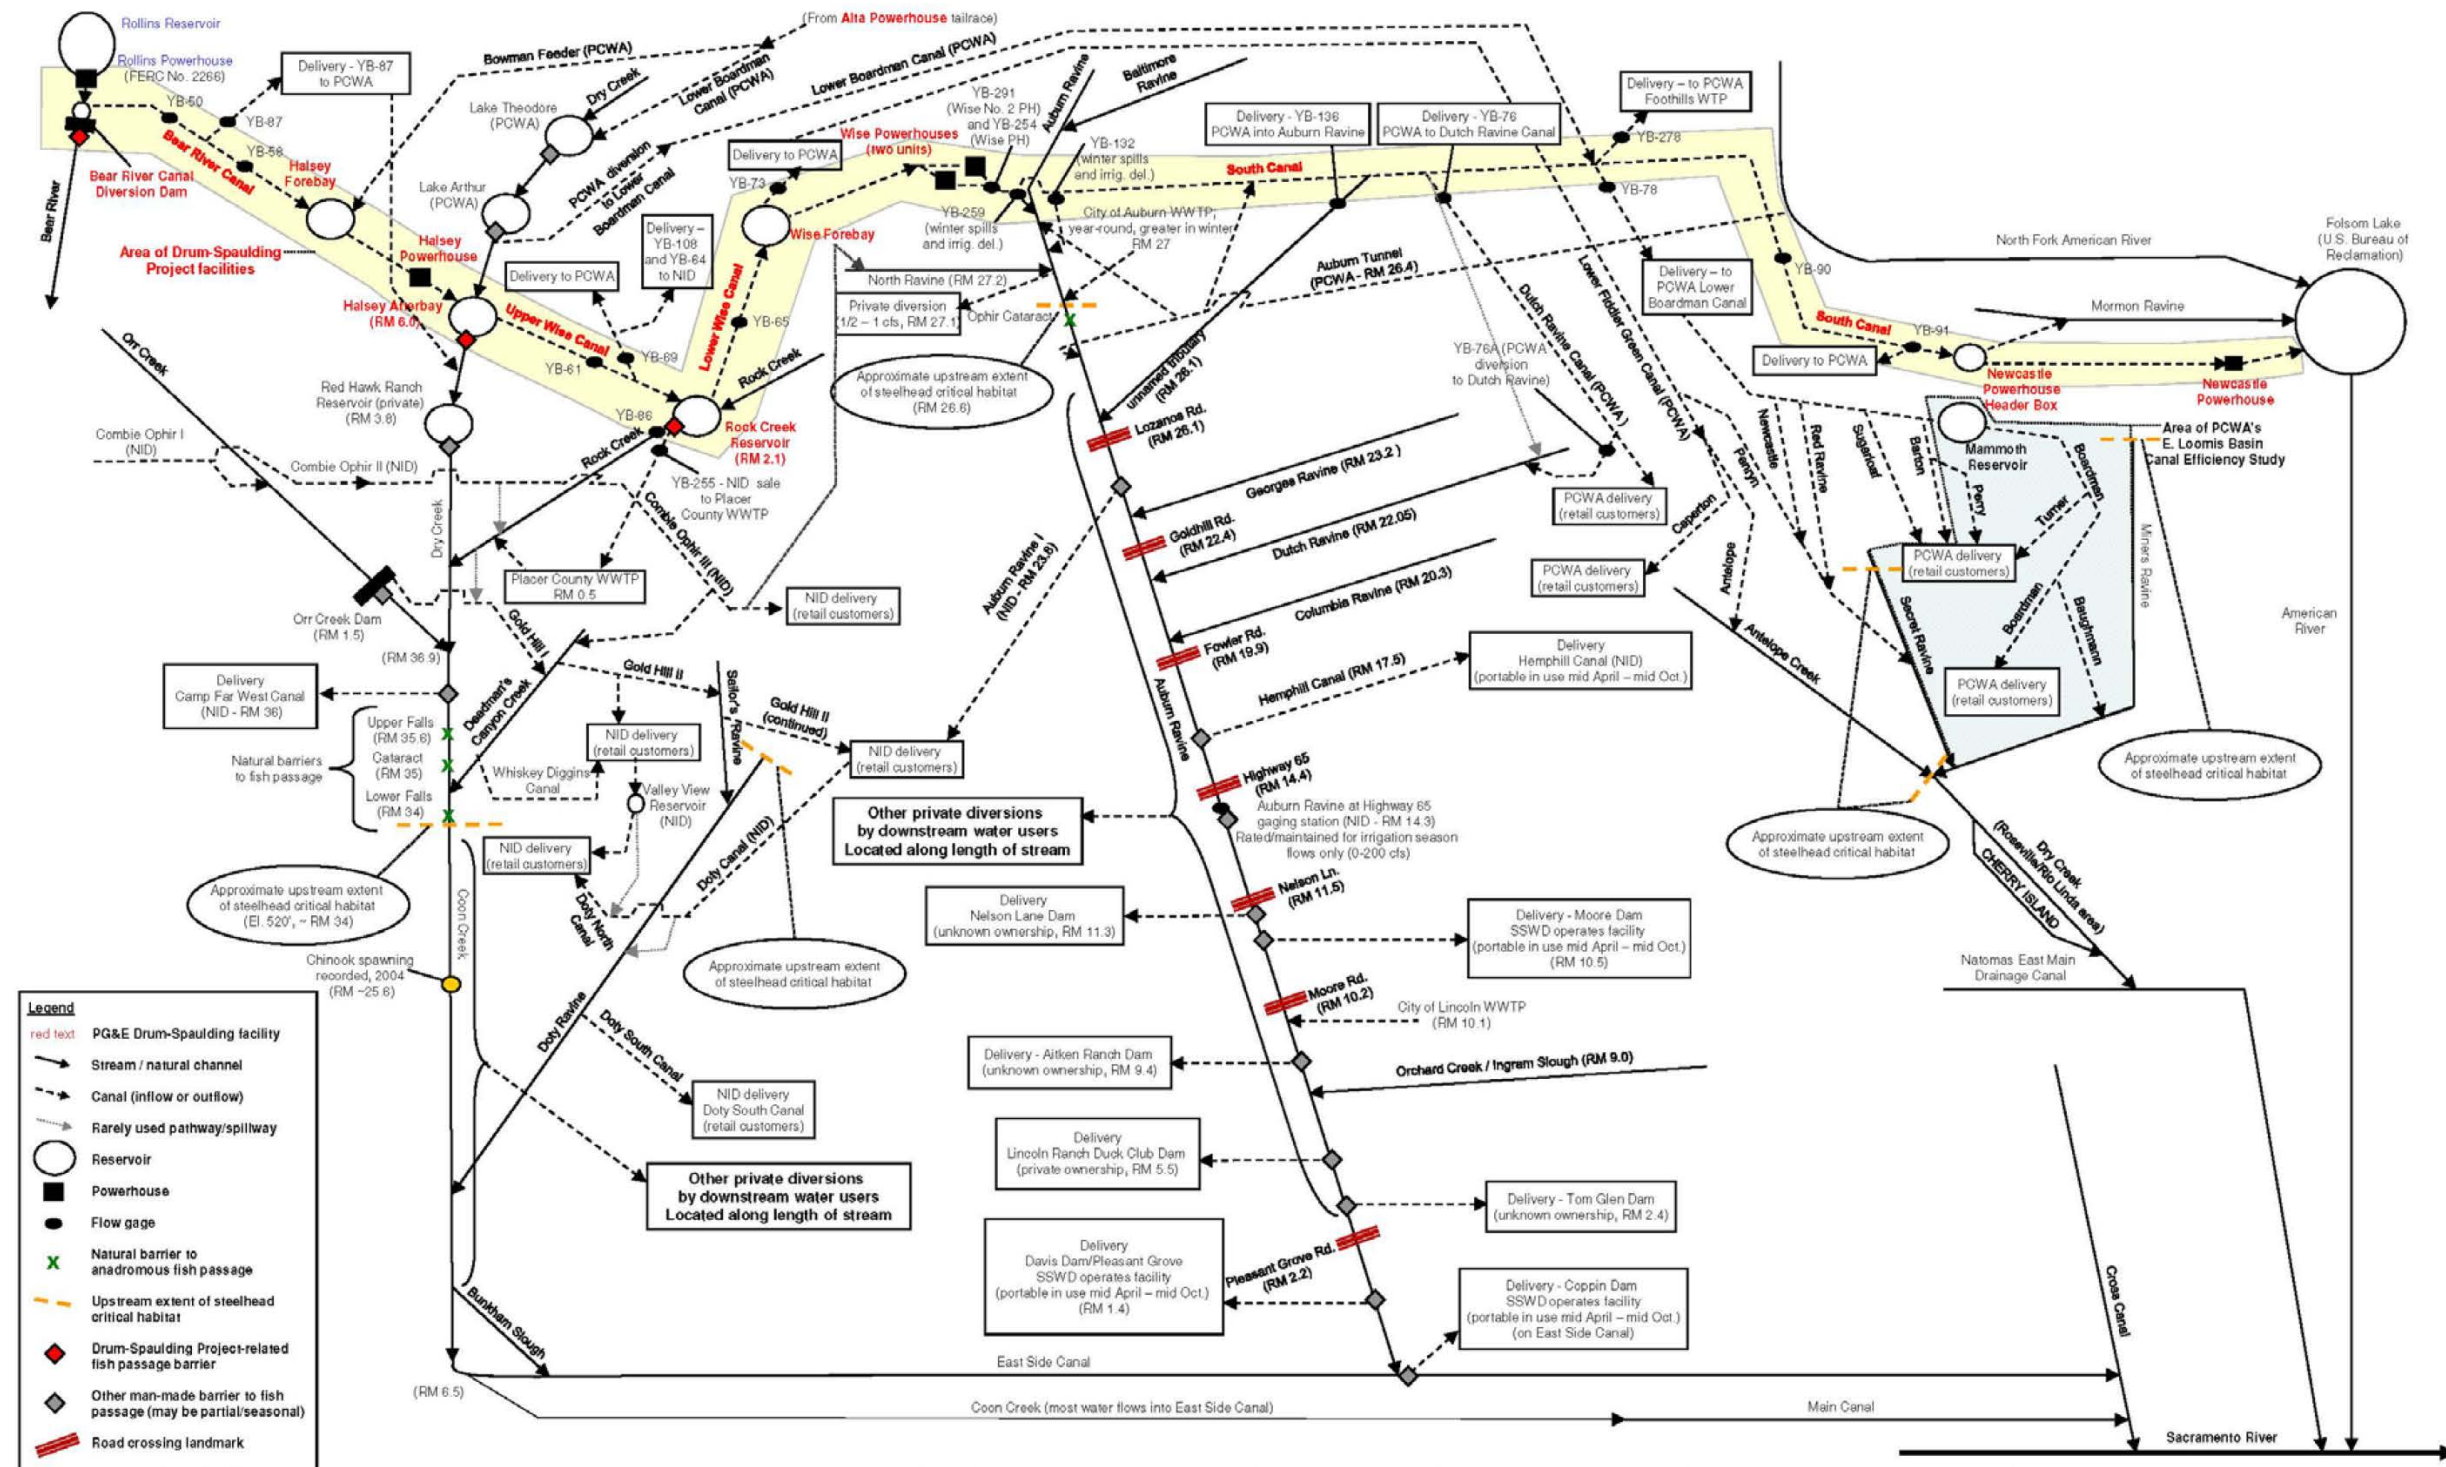 Rollins Reservoir
Rollins Powerhouse
(FERC No. 2266)
Delivery - YB-87
to PCWA
YB-50
YB-87
YB-58
Bear River Canal
Bear River Canal
Diversion Dam
Bear River
Halsey
Forebay
Area of Drum-Spaulding
Project facilities
Bowman Feeder (PCWA)
(From Alta Powerhouse tailrace)
Lower Boardman
Canal (PCWA)
Lower Boardman Canal (PCWA)
Dry Creek
Lake Theodore
(PCWA)
Lake Arthur
(PCWA)
PCWA diversion
to Lower
Boardman Canal
Halsey
Powerhouse
Halsey Afterbay
(RM 6.0)
Delivery to PCWA
Delivery –
YB-108
and YB-64
to NID
Upper Wise Canal
YB-61
YB-69
Lower Wise Canal
YB-65
Wise Forebay
YB-73
Delivery to PCWA
Wise Powerhouses
(two units)
YB-291
(Wise No. 2 PH)
and YB-254
(Wise PH)
Auburn Ravine
Baltimore
Ravine
YB-132
(winter spills
and irrig. del.)
YB-259
(winter spills
and irrig. del.)
City of Auburn WWTP;
year-round, greater in winter
RM 27
Delivery - YB-136
PCWA into Auburn Ravine
Delivery - YB-76
PCWA to Dutch Ravine Canal
Delivery – to PCWA
Foothills WTP
YB-278
YB-78
South Canal
North Ravine (RM 27.2)
Private diversion
(1/2 – 1 cfs, RM 27.1)
Ophir Cataract
Auburn Tunnel
(PCWA - RM 26.4)
Approximate upstream extent
of steelhead critical habitat
(RM 26.6)
unnamed tributary
(RM 26.1)
Lozanos Rd.
(RM 26.1)
YB-76A (PCWA
diversion
to Dutch Ravine)
Dutch Ravine Canal (PCWA)
Lower Fiddler Green Canal (PCWA)
Delivery – to
PCWA Lower
Boardman Canal
YB-90
South Canal
YB-91
Delivery to PCWA
Newcastle
Powerhouse
Header Box
Newcastle
Powerhouse
North Fork American River
Mormon Ravine
Folsom Lake
(U.S. Bureau of
Reclamation)
American
River
Orr Creek
Red Hawk Ranch
Reservoir (private)
(RM 3.8)
Combie Ophir I
(NID)
Combie Ophir II (NID)
Dry Creek
YB-86
Rock Creek
Rock Creek
Rock Creek
Reservoir
(RM 2.1)
YB-255 - NID sale
to Placer
County WWTP
Combie Ophir III (NID)
Placer County WWTP
RM 0.5
NID delivery
(retail customers)
Orr Creek Dam
(RM 1.5)
(RM 36.9)
Gold Hill I
Gold Hill II
Gold Hill II
(continued)
Sailor's Ravine
Deadman's
Canyon Creek
Delivery
Camp Far West Canal
(NID - RM 36)
Upper Falls
(RM 35.6)
Cataract
(RM 35)
Lower Falls
(RM 34)
Natural barriers
to fish passage
Whiskey Diggins
Canal
NID delivery
(retail customers)
Valley View
Reservoir
(NID)
NID delivery
(retail customers)
NID delivery
(retail customers)
Doty Canal (NID)
Doty North
Canal
Approximate upstream extent
of steelhead critical habitat
(El. 520', ~ RM 34)
Coon Creek
Chinook spawning
recorded, 2004
(RM ~25.6)
Approximate upstream extent
of steelhead critical habitat
Doty Ravine
Doty South Canal
NID delivery
Doty South Canal
(retail customers)
Other private diversions
by downstream water users
Located along length of stream
Bunkham Slough
(RM 6.5)
Georges Ravine (RM 23.2 )
Goldhill Rd.
(RM 22.4)
Dutch Ravine (RM 22.05)
Columbia Ravine (RM 20.3)
Auburn Ravine I
(NID - RM 23.8)
Fowler Rd.
(RM 19.9)
Auburn Ravine
Hemphill Canal (RM 17.5)
Delivery
Hemphill Canal (NID)
(portable in use mid April – mid Oct.)
Highway 65
(RM 14.4)
Auburn Ravine at Highway 65
gaging station (NID - RM 14.3)
Rated/maintained for irrigation season
flows only (0-200 cfs)
Other private diversions
by downstream water users
Located along length of stream
Nelson Ln.
(RM 11.5)
Delivery
Nelson Lane Dam
(unknown ownership, RM 11.3)
Delivery - Moore Dam
SSWD operates facility
(portable in use mid April – mid Oct.)
(RM 10.5)
Moore Rd.
(RM 10.2)
City of Lincoln WWTP
(RM 10.1)
Delivery - Aitken Ranch Dam
(unknown ownership, RM 9.4)
Orchard Creek / Ingram Slough (RM 9.0)
Delivery
Lincoln Ranch Duck Club Dam
(private ownership, RM 5.5)
Delivery - Tom Glen Dam
(unknown ownership, RM 2.4)
Pleasant Grove Rd.
(RM 2.2)
Delivery
Davis Dam/Pleasant Grove
SSWD operates facility
(portable in use mid April – mid Oct.)
(RM 1.4)
Delivery - Coppin Dam
SSWD operates facility
(portable in use mid April – mid Oct.)
(on East Side Canal)
East Side Canal
Coon Creek (most water flows into East Side Canal)
Main Canal
Cross Canal
Sacramento River
PCWA delivery
(retail customers)
PCWA delivery
(retail customers)
Caperton
Antelope
Penryn
Newcastle
Red Ravine
Sugarloaf
Barton
Perry
Mammoth
Reservoir
Boardman
Turner
PCWA delivery
(retail customers)
Boardman
Baughmann
PCWA delivery
(retail customers)
Secret Ravine
Miners Ravine
Area of PCWA's
E. Loomis Basin
Canal Efficiency Study
Antelope Creek
Approximate upstream extent
of steelhead critical habitat
Approximate upstream extent
of steelhead critical habitat
Dry Creek
(Roseville/Rio Linda area)
CHERRY ISLAND
Natomas East Main
Drainage Canal
Legend
red text PG&E Drum-Spaulding facility
Stream / natural channel
Canal (inflow or outflow)
Rarely used pathway/spillway
Reservoir
Powerhouse
Flow gage
X Natural barrier to
anadromous fish passage
Upstream extent of steelhead
critical habitat
Drum-Spaulding Project-related
fish passage barrier
Other man-made barrier to fish
passage (may be partial/seasonal)
Road crossing landmark